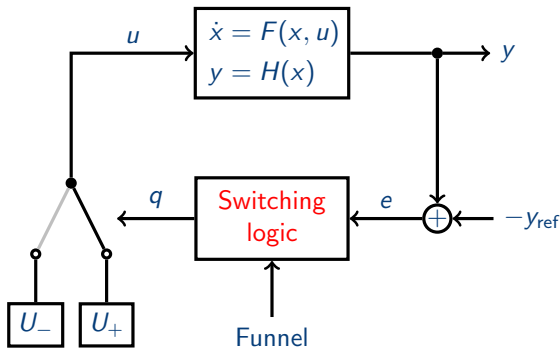 u
ẋ = F(x, u)
y = H(x)
y
q
Switching
logic
e
+
−y_ref
U_−
U_+
Funnel